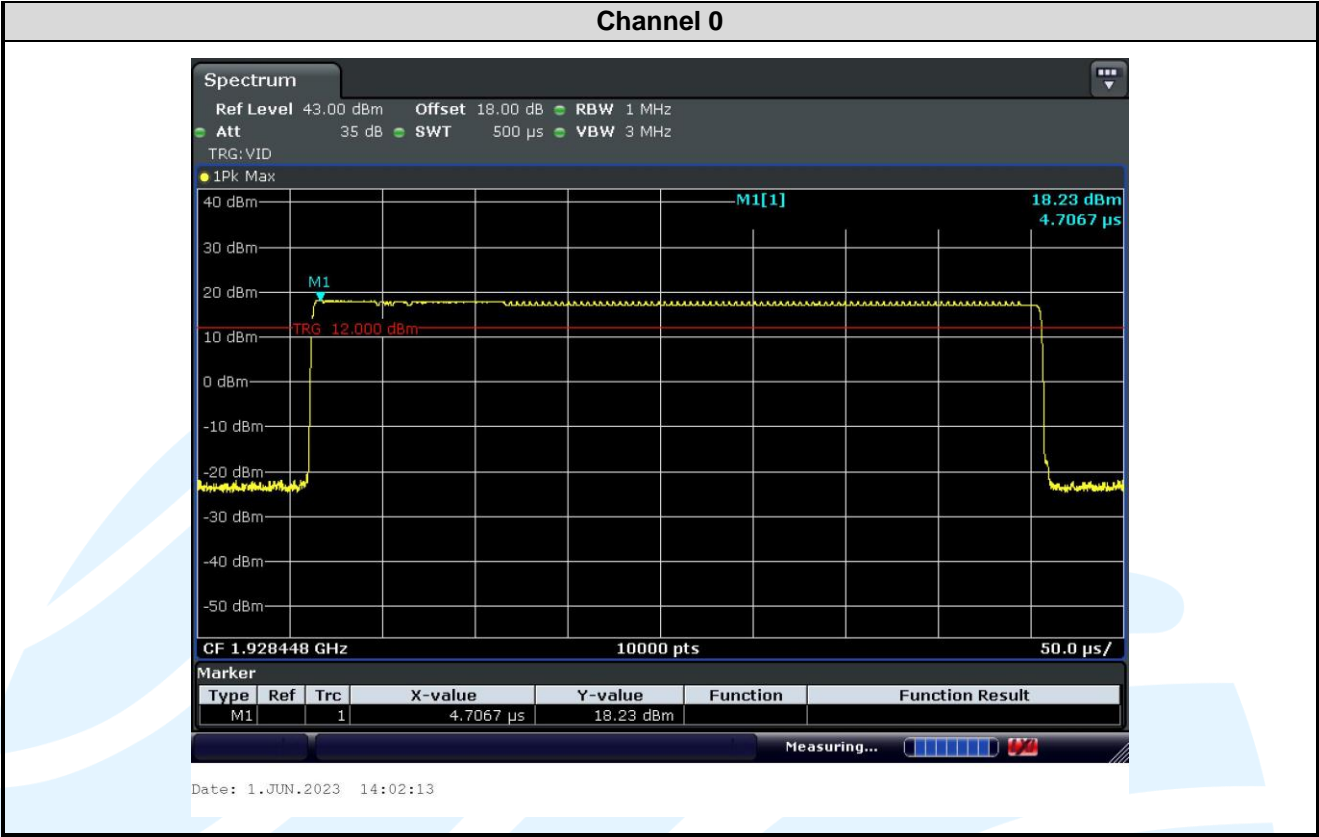 Channel 0
Spectrum
Ref Level 43.00 dBm Offset 18.00 dB RBW 1 MHz
Att 35 dB SWT 500 µs VBW 3 MHz
TRG:VID
1Pk Max
40 dBm M1[1] 18.23 dBm
4.7067 µs
30 dBm
M1
20 dBm
TRG 12.000 dBm
10 dBm
0 dBm
-10 dBm
-20 dBm
-30 dBm
-40 dBm
-50 dBm
CF 1.928448 GHz 10000 pts 50.0 µs/
Marker
Type Ref Trc X-value Y-value Function Function Result
M1 1 4.7067 µs 18.23 dBm
Measuring...
Date: 1.JUN.2023 14:02:13